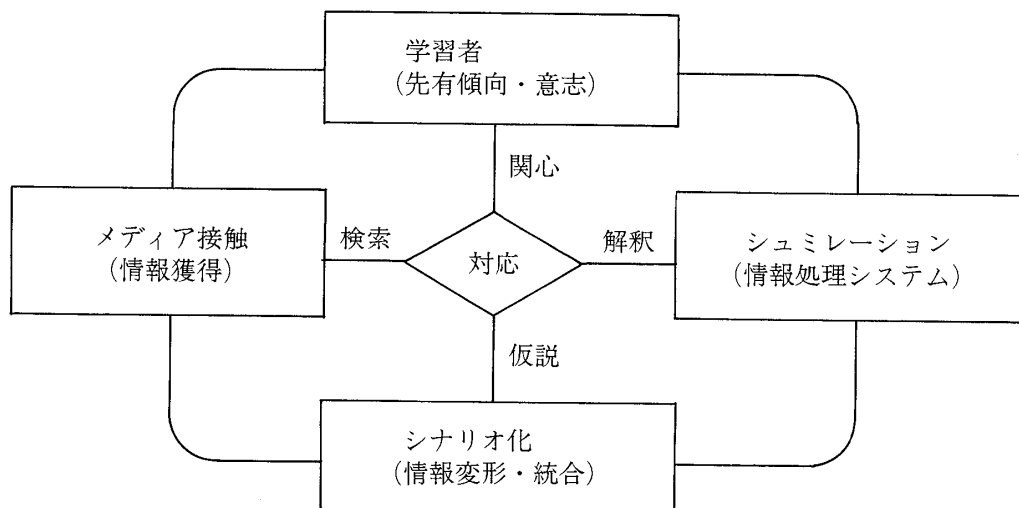 学習者
(先有傾向・意志)
関心
メディア接触
(情報獲得)
検索
対応
解釈
シュミレーション
(情報処理システム)
仮説
シナリオ化
(情報変形・統合)